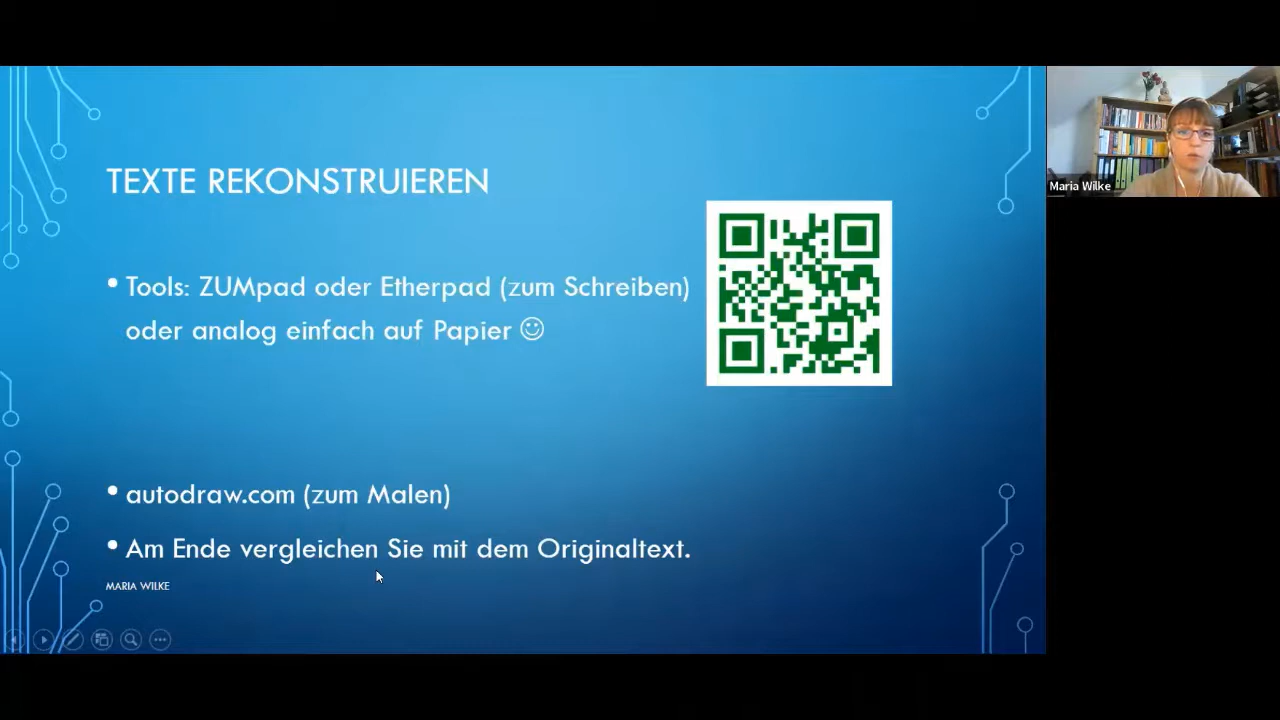 TEXTE REKONSTRUIEREN
• Tools: ZUMpad oder Etherpad (zum Schreiben)
oder analog einfach auf Papier ☺
• autodraw.com (zum Malen)
• Am Ende vergleichen Sie mit dem Originaltext.
MARIA WILKE
Maria Wilke